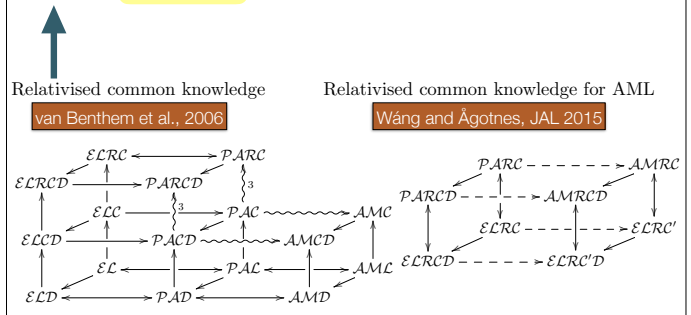 Relativised common knowledge
Relativised common knowledge for AML
van Benthem et al., 2006
Wáng and Ågotnes, JAL 2015
ELRC PARC
ELRCD PARCD
3
3
ELC PAC AMC
ELCD PACD AMCD
EL PAL AML
ELD PAD AMD
PARC AMRC
PARCD AMRCD
ELRC ELRC′
ELRCD ELRC′D